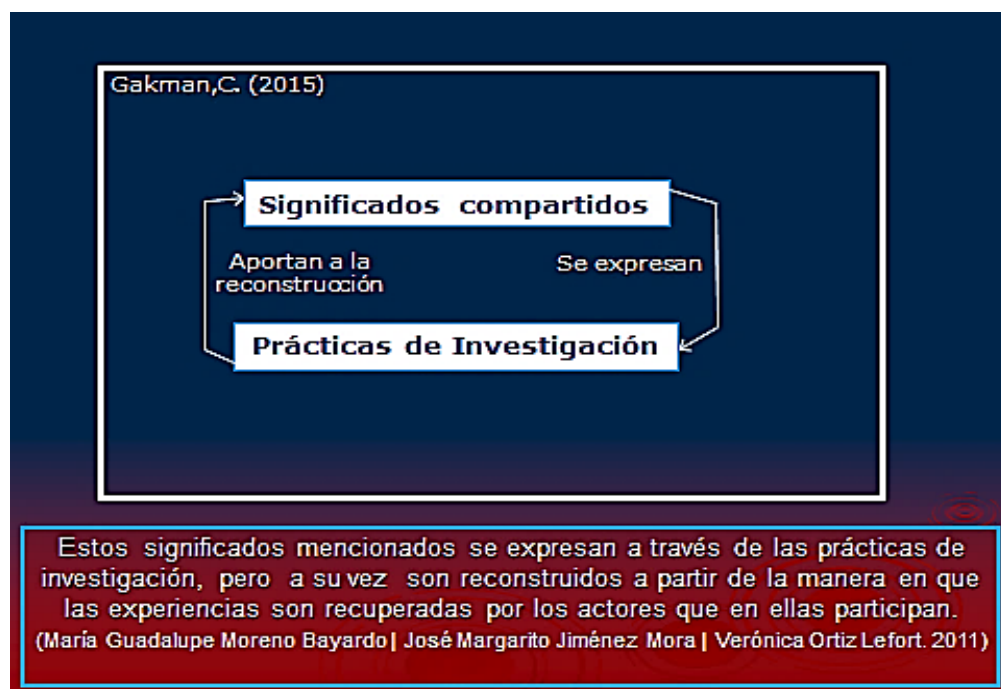 Gakman,C. (2015)
Significados compartidos
Aportan a la
reconstrucción
Se expresan
Prácticas de Investigación
Estos significados mencionados se expresan a través de las prácticas de
investigación, pero a su vez son reconstruidos a partir de la manera en que
las experiencias son recuperadas por los actores que en ellas participan.
(María Guadalupe Moreno Bayardo| José Margarito Jiménez Mora | Verónica Ortiz Lefort. 2011)